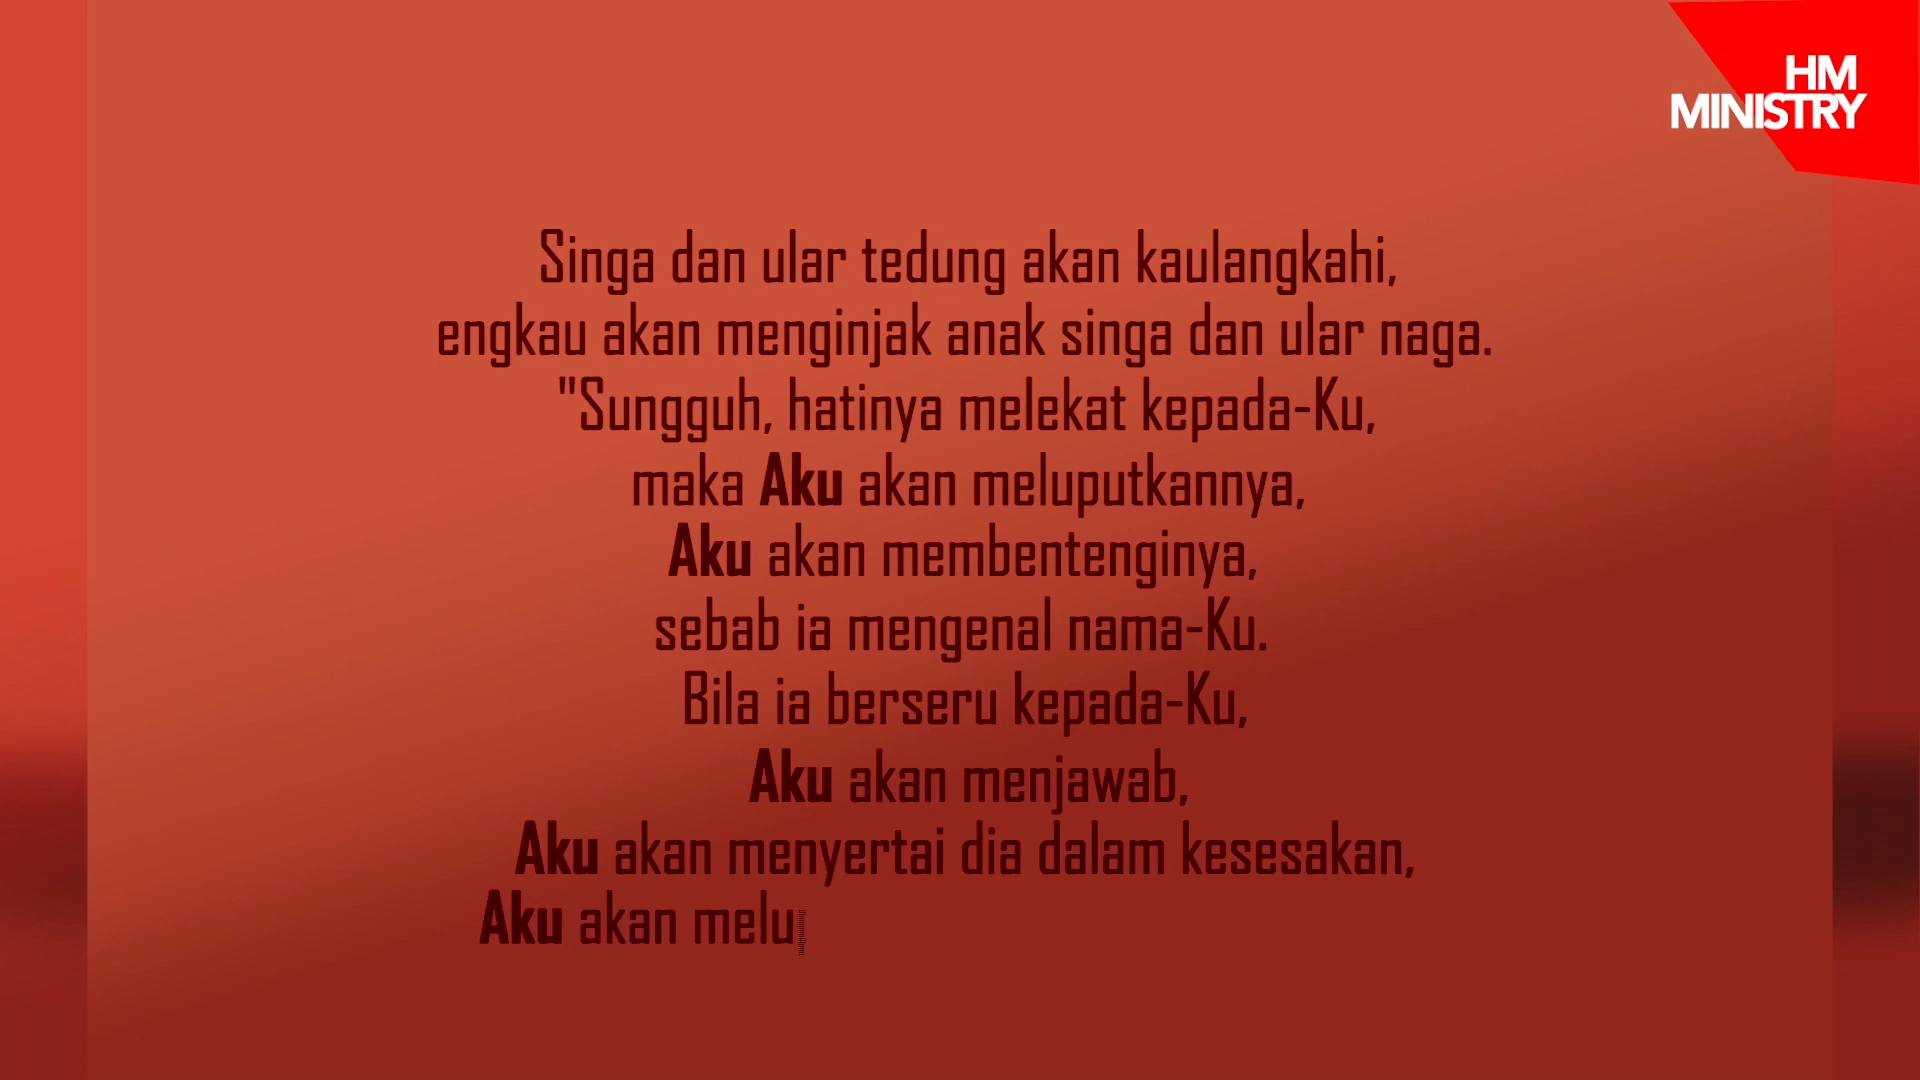 HM
MINISTRY
Singa dan ular tedung akan kaulangkahi,
engkau akan menginjak anak singa dan ular naga.
"Sungguh, hatinya melekat kepada-Ku,
maka Aku akan meluputkannya,
Aku akan membentenginya,
sebab ia mengenal nama-Ku.
Bila ia berseru kepada-Ku,
Aku akan menjawab,
Aku akan menyertai dia dalam kesesakan,
Aku akan melu